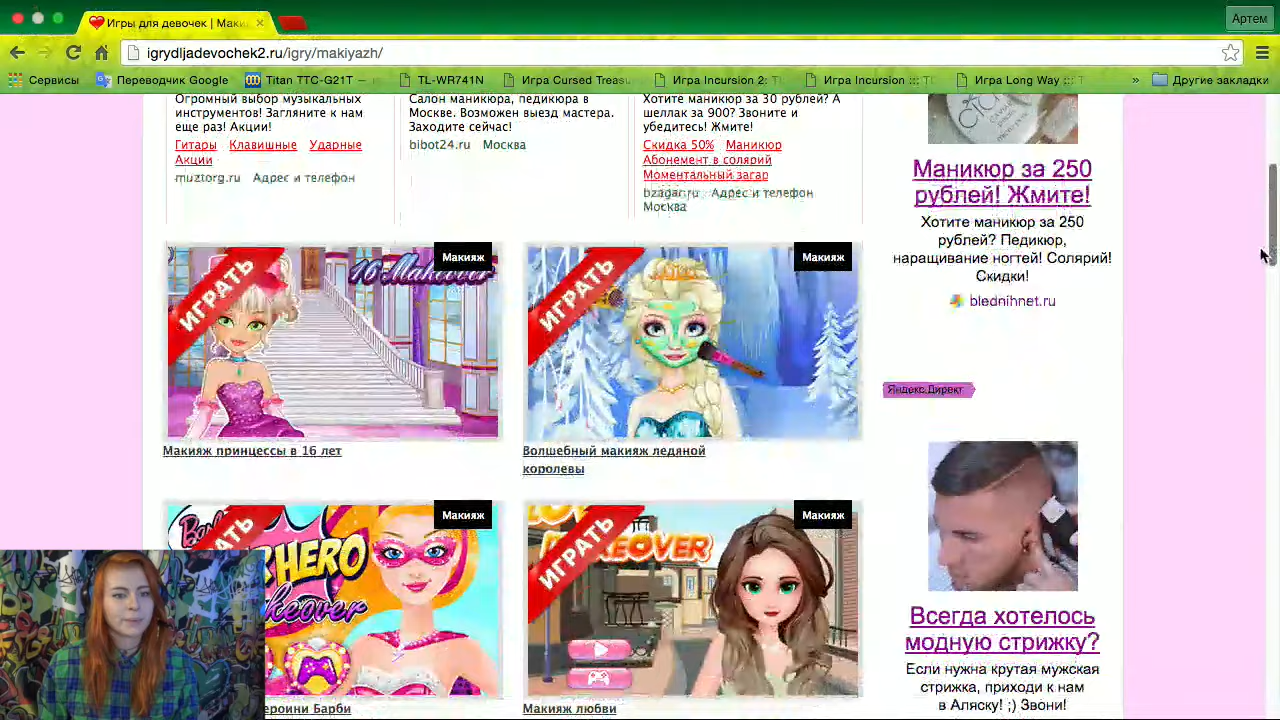 Игры для девочек | Маки
Артем
igrydljadevochek2.ru/igry/makiyazh/
Сервисы
Переводчик Google
Titan TTC-G21T —
TL-WR741N
Игра Cursed Treasu
Игра Incursion 2: T
Игра Incursion ::: TD
Игра Long Way ::: T
»
Другие закладки
Огромный выбор музыкальных
инструментов! Загляните к нам
еще раз! Акции!
Гитары Клавишные Ударные
Акции
muztorg.ru Адрес и телефон
Салон маникюра, педикюра в
Москве. Возможен выезд мастера.
Заходите сейчас!
bibot24.ru Москва
Хотите маникюр за 30 рублей? А
шеллак за 900? Звоните и
убедитесь! Жмите!
Скидка 50% Маникюр
Абонемент в солярий
Моментальный загар
bzagar.ru Адрес и телефон
Москва
Маникюр за 250
рублей! Жмите!
Хотите маникюр за 250
рублей? Педикюр,
наращивание ногтей! Солярий!
Скидки!
blednihnet.ru
Яндекс.Директ
ИГРАТЬ
16 Makeover
Макияж
Макияж принцессы в 16 лет
ИГРАТЬ
Макияж
Волшебный макияж ледяной
королевы
Макияж
HERO
Makeover
ероини Барби
ИГРАТЬ
MAKEOVER
Макияж
Макияж любви
Всегда хотелось
модную стрижку?
Если нужна крутая мужская
стрижка, приходи к нам
в Аляску! ;) Звони!